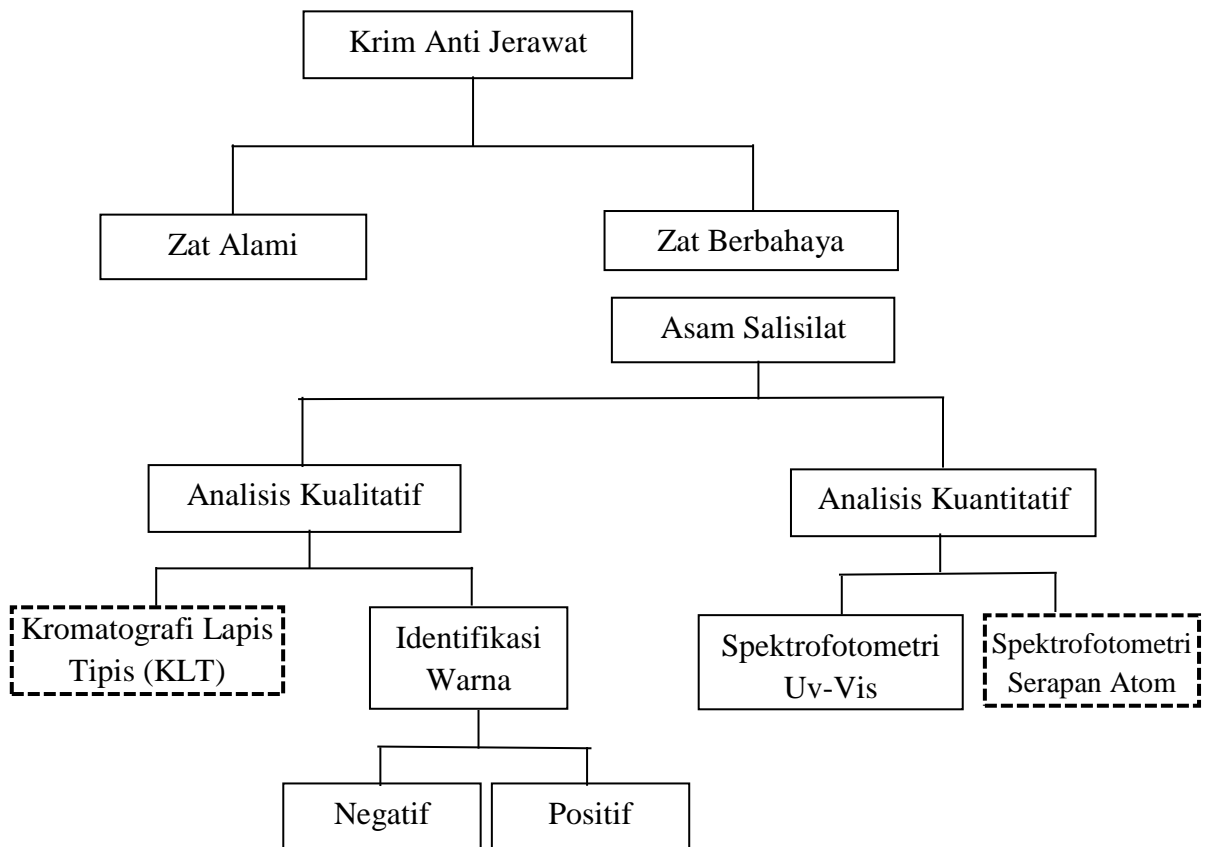 Krim Anti Jerawat
Zat Alami
Zat Berbahaya
Asam Salisilat
Analisis Kualitatif
Analisis Kuantitatif
Kromatografi Lapis
Tipis (KLT)
Identifikasi
Warna
Spektrofotometri
Uv-Vis
Spektrofotometri
Serapan Atom
Negatif
Positif